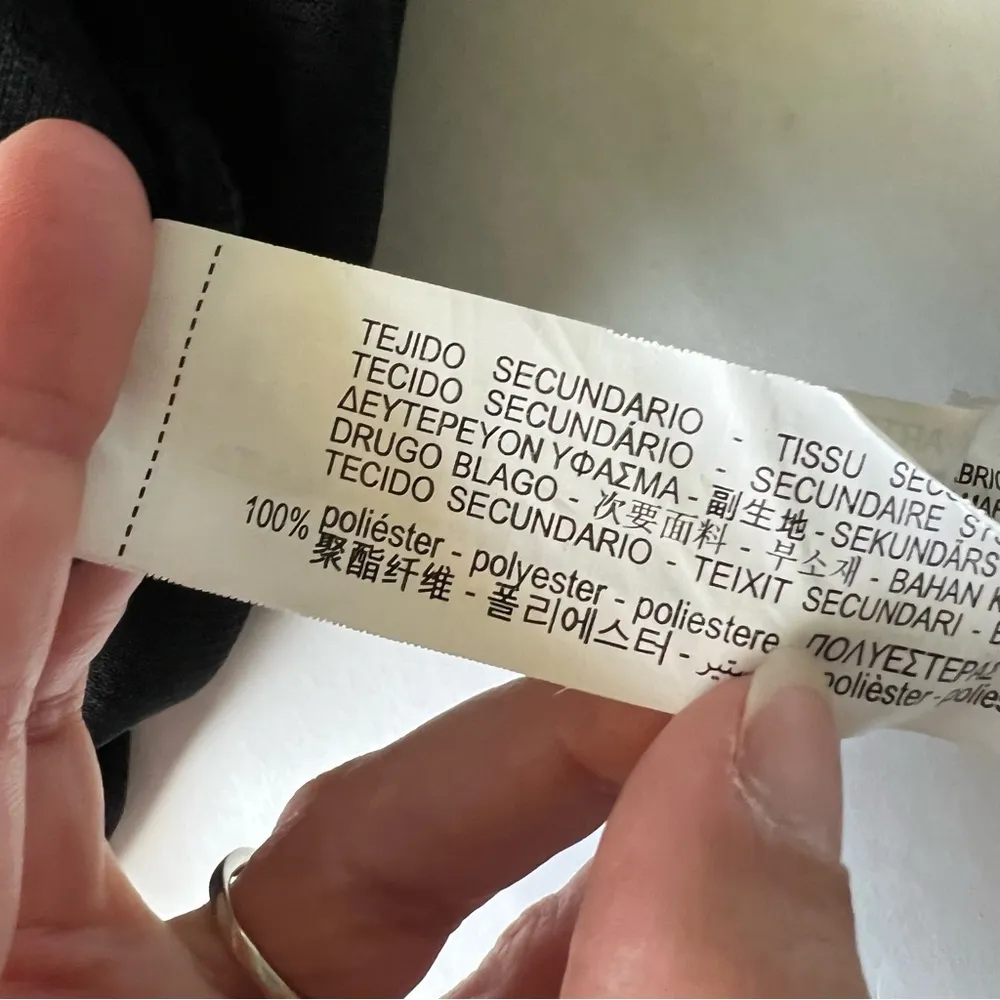 TEJIDO SECUNDARIO - TISSU
TECIDO SECUNDÁRIO - SECUNDAIRE
ΔΕΥΤΕΡΕΥΟΝ ΥΦΑΣΜΑ - 副生地 - SEKUNDÄRS
DRUGO BLAGO - 次要面料 - 부소재 - BAHAN K
TECIDO SECUNDARIO - TEIXIT SECUNDARI -
100% poliéster - polyester - poliestere ΠΟΛΥΕΣΤΕΡΑΣ
聚酯纤维 - 폴리에스터 - polièster -